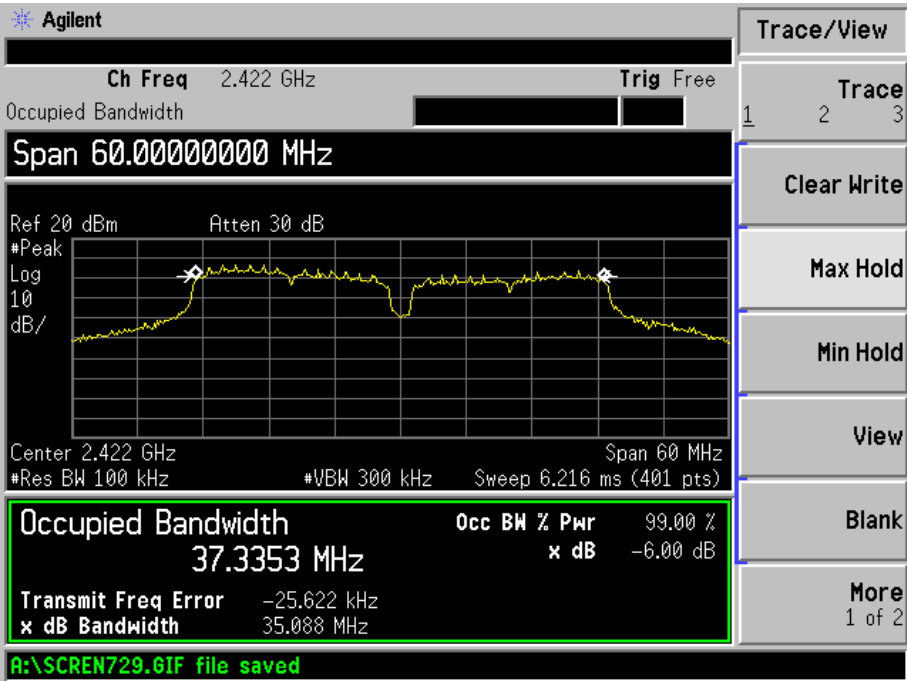 Agilent
Trace/View
Ch Freq 2.422 GHz Trig Free
Occupied Bandwidth
Trace
1 2 3
Span 60.00000000 MHz
Clear Write
Ref 20 dBm Atten 30 dB
#Peak
Log
10
dB/
Max Hold
Min Hold
View
Center 2.422 GHz Span 60 MHz
#Res BW 100 kHz #VBW 300 kHz Sweep 6.216 ms (401 pts)
Occupied Bandwidth Occ BW % Pwr 99.00 %
37.3353 MHz x dB -6.00 dB
Blank
Transmit Freq Error -25.622 kHz
x dB Bandwidth 35.088 MHz
More
1 of 2
A:\SCREN729.GIF file saved